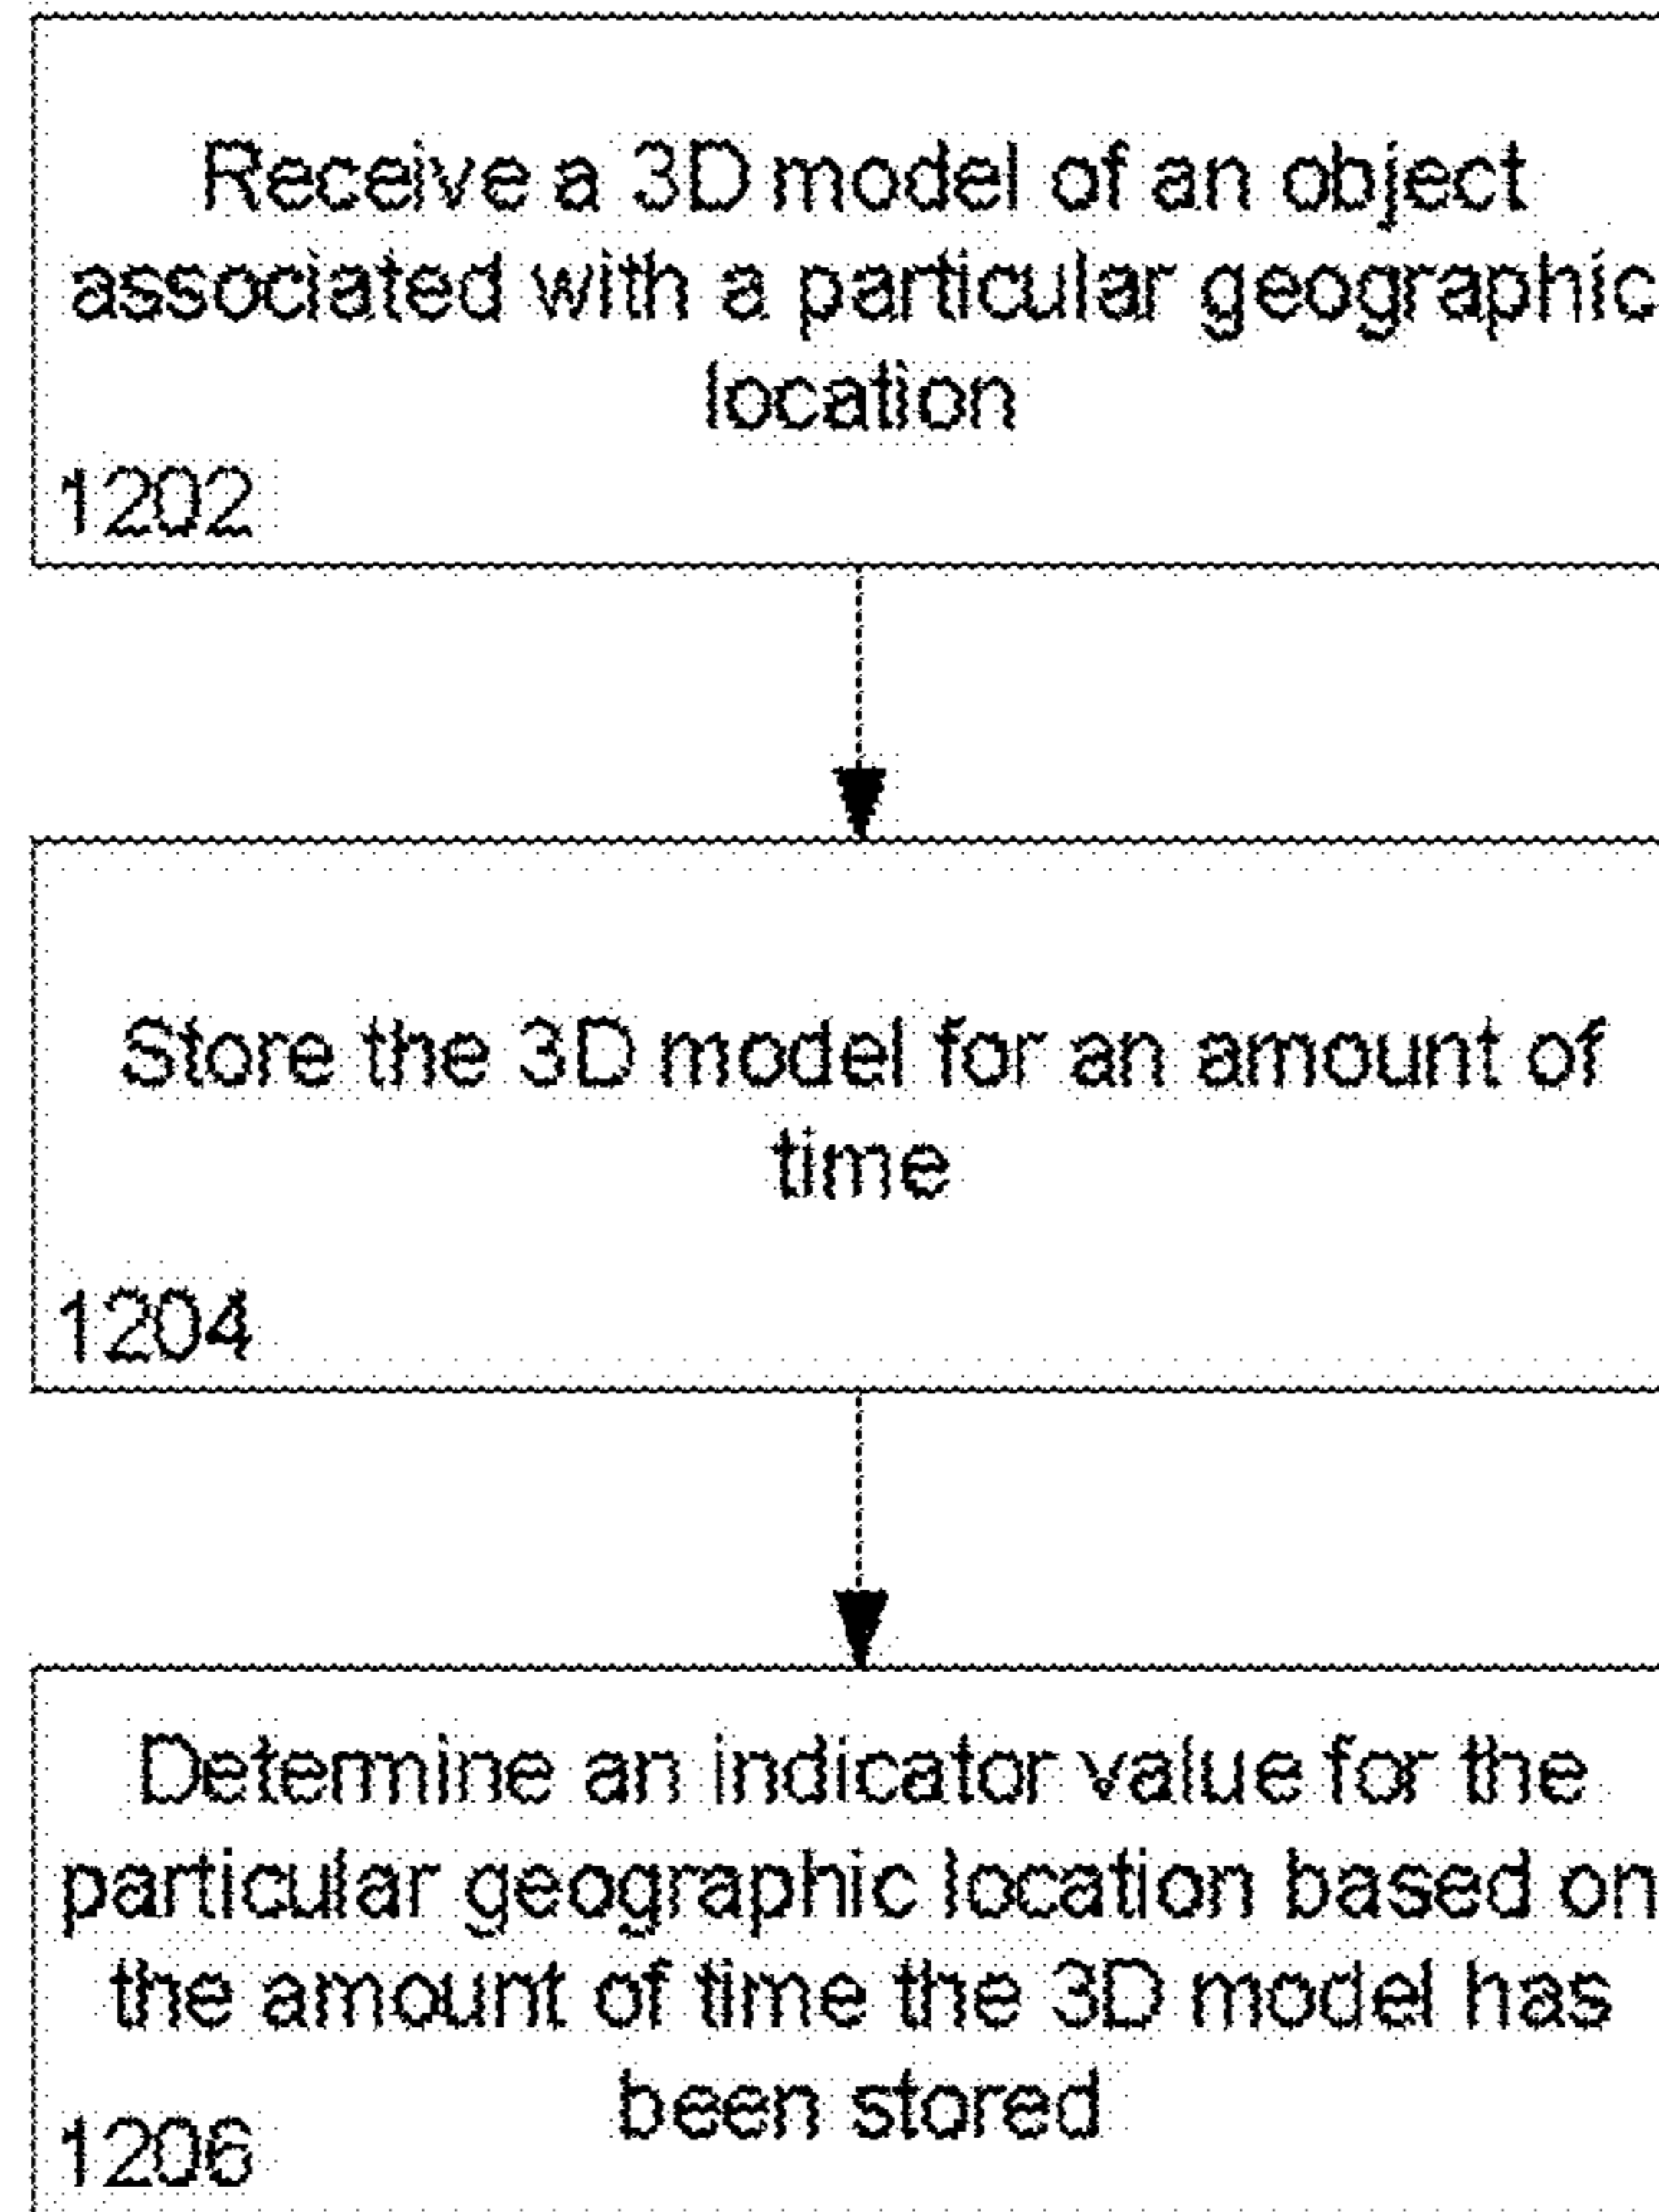 Receive a 3D model of an object
associated with a particular geographic
location
1202
Store the 3D model for an amount of
time
1204
Determine an indicator value for the
particular geographic location based on
the amount of time the 3D model has
been stored
1206